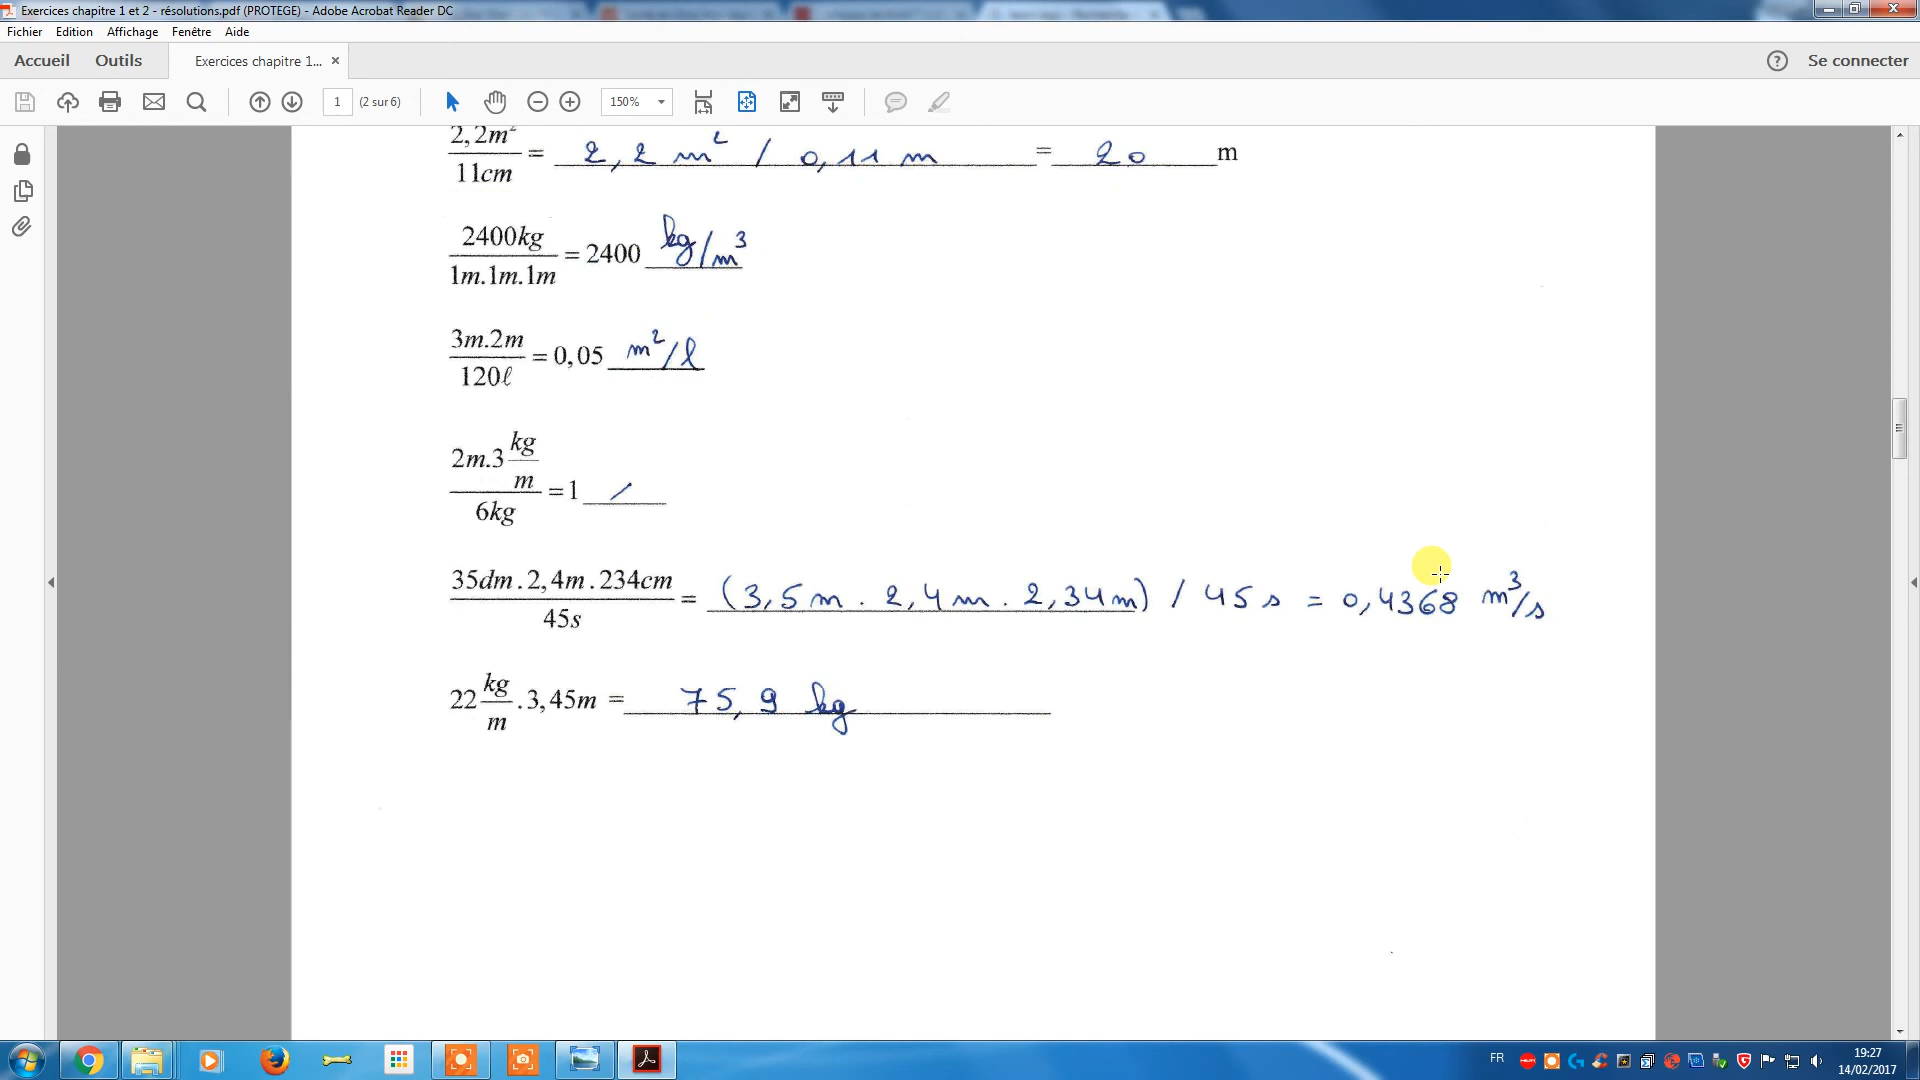 Exercices chapitre 1 et 2 - résolutions.pdf (PROTEGE) - Adobe Acrobat Reader DC
Fichier Edition Affichage Fenêtre Aide
Accueil Outils Exercices chapitre 1... × ? Se connecter
1 (2 sur 6) 150%
2,2m² / 11cm = 2,2 m² / 0,11 m = 20 m
2400kg / 1m.1m.1m = 2400 kg/m³
3m.2m / 120ℓ = 0,05 m²/l
2m.3 kg/m / 6kg = 1 /
35dm.2,4m.234cm / 45s = (3,5m . 2,4m . 2,34m) / 45 s = 0,4368 m³/s
22 kg/m .3,45m = 75,9 kg
FR 19:27
14/02/2017